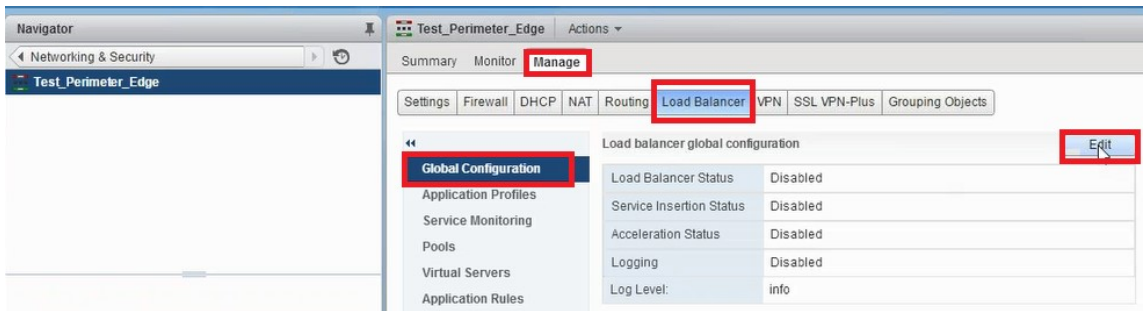 Navigator
Test_Perimeter_Edge Actions
Networking & Security
Summary Monitor Manage
Test_Perimeter_Edge
Settings Firewall DHCP NAT Routing Load Balancer VPN SSL VPN-Plus Grouping Objects
Global Configuration
Application Profiles
Service Monitoring
Pools
Virtual Servers
Application Rules
Load balancer global configuration Edit
Load Balancer Status Disabled
Service Insertion Status Disabled
Acceleration Status Disabled
Logging Disabled
Log Level: info